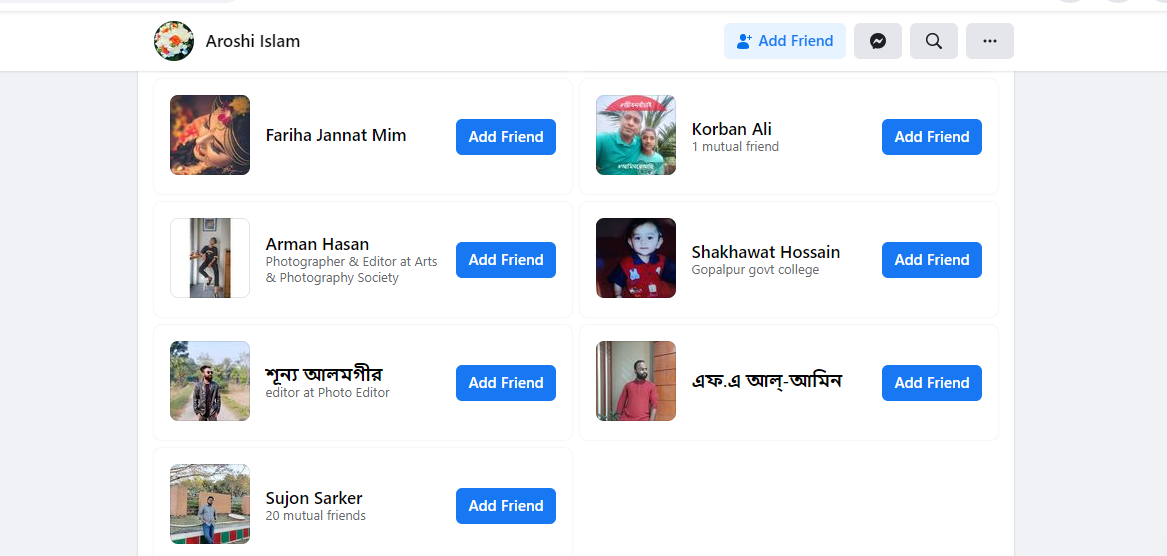 Aroshi Islam
Add Friend
Fariha Jannat Mim
Add Friend
Korban Ali
1 mutual friend
Add Friend
Arman Hasan
Photographer & Editor at Arts
& Photography Society
Add Friend
Shakhawat Hossain
Gopalpur govt college
Add Friend
শূন্য আলমগীর
editor at Photo Editor
Add Friend
এফ.এ আল্-আমিন
Add Friend
Sujon Sarker
20 mutual friends
Add Friend